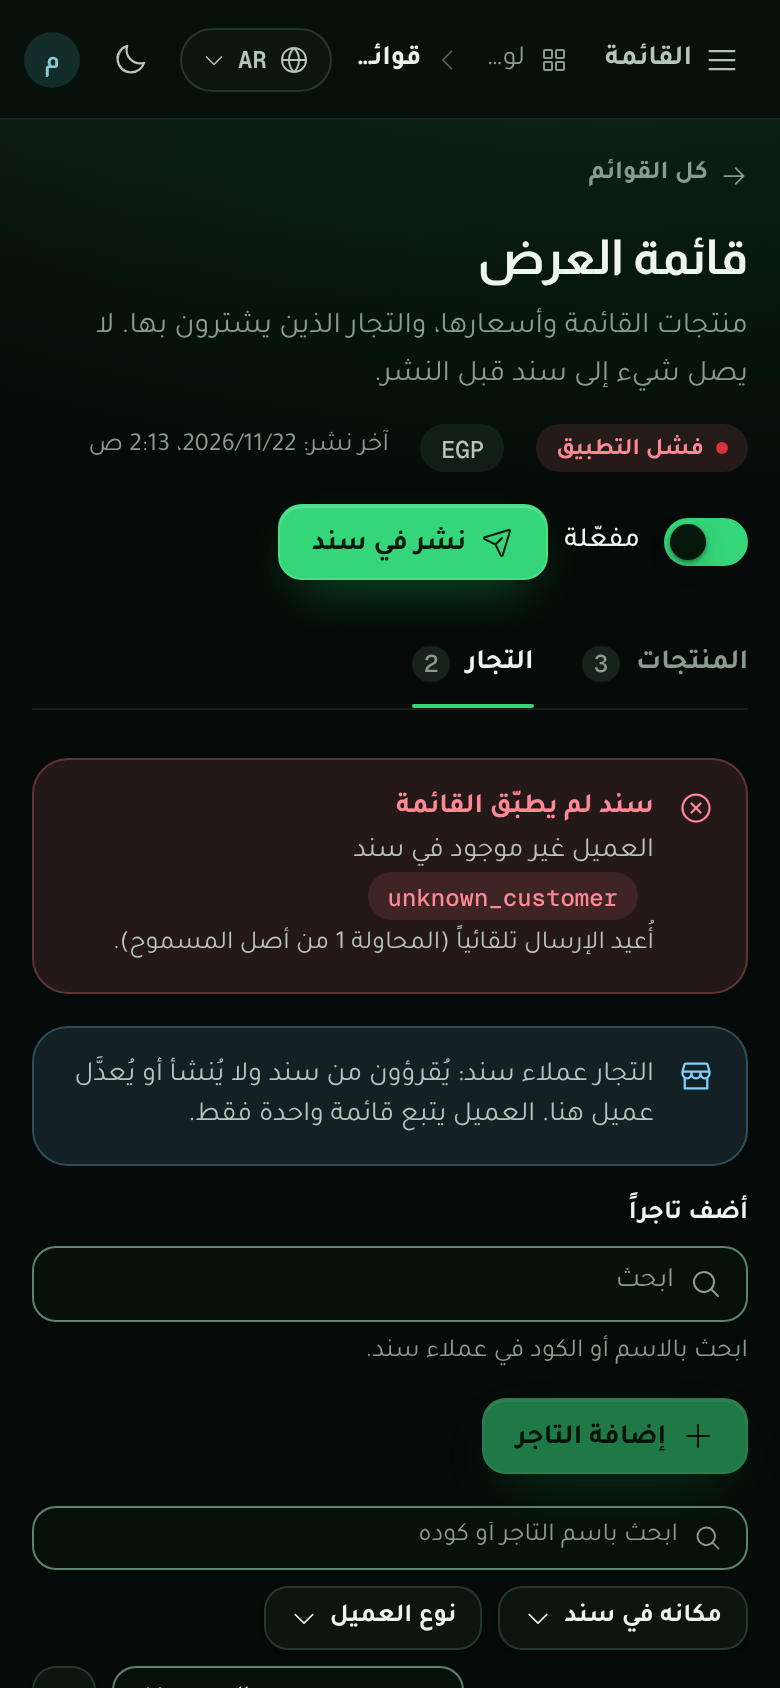 القائمة
لو...
قوائـ...
AR
م
كل القوائم
قائمة العرض
منتجات القائمة وأسعارها، والتجار الذين يشترون بها. لا
يصل شيء إلى سند قبل النشر.
فشل التطبيق
EGP
آخر نشر: 2026/11/22، 2:13 ص
مفعّلة
نشر في سند
المنتجات 3
التجار 2
سند لم يطبّق القائمة
العميل غير موجود في سند
unknown_customer
أُعيد الإرسال تلقائياً (المحاولة 1 من أصل المسموح).
التجار عملاء سند: يُقرؤون من سند ولا يُنشأ أو يُعدَّل
عميل هنا. العميل يتبع قائمة واحدة فقط.
أضف تاجراً
ابحث
ابحث بالاسم أو الكود في عملاء سند.
إضافة التاجر
ابحث باسم التاجر أو كوده
مكانه في سند
نوع العميل